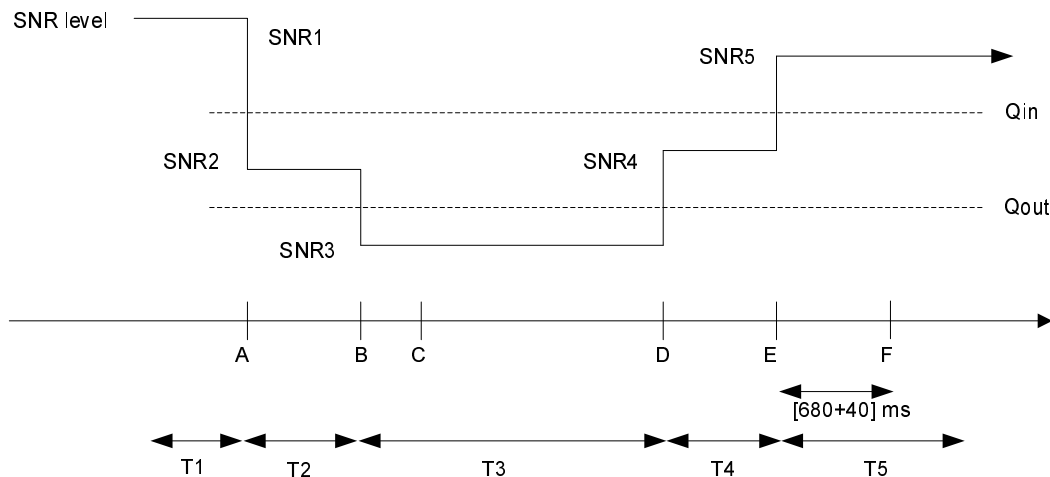 SNR level
SNR1
SNR5
Qin
SNR2
SNR4
Qout
SNR3
A B C D E F
[680+40] ms
T1 T2 T3 T4 T5